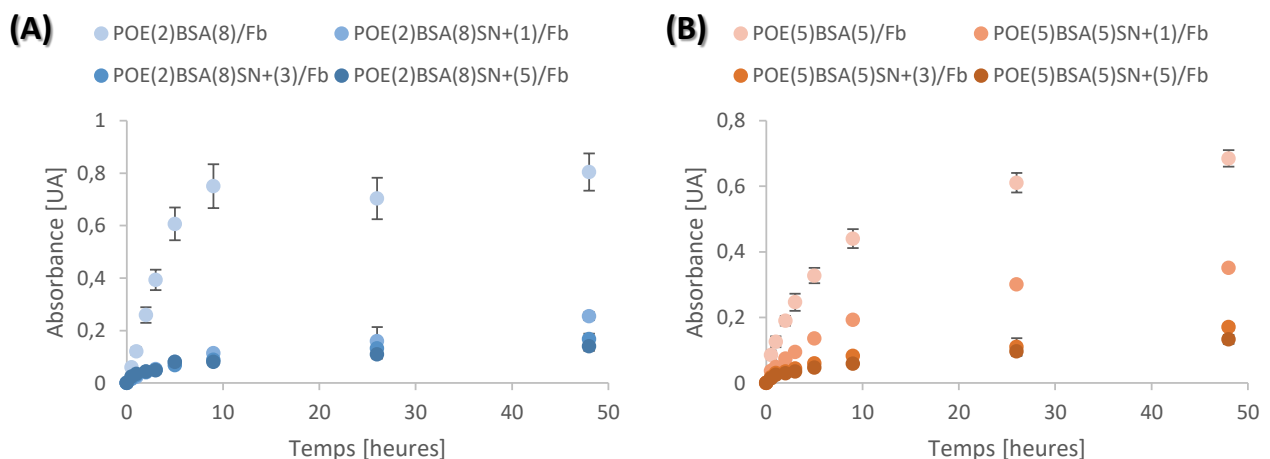 (A)
POE(2)BSA(8)/Fb POE(2)BSA(8)SN+(1)/Fb
POE(2)BSA(8)SN+(3)/Fb POE(2)BSA(8)SN+(5)/Fb
1
0,8
0,6
0,4
0,2
0
Absorbance [UA]
0 10 20 30 40 50
Temps [heures]
(B)
POE(5)BSA(5)/Fb POE(5)BSA(5)SN+(1)/Fb
POE(5)BSA(5)SN+(3)/Fb POE(5)BSA(5)SN+(5)/Fb
0,8
0,6
0,4
0,2
0
Absorbance [UA]
0 10 20 30 40 50
Temps [heures]